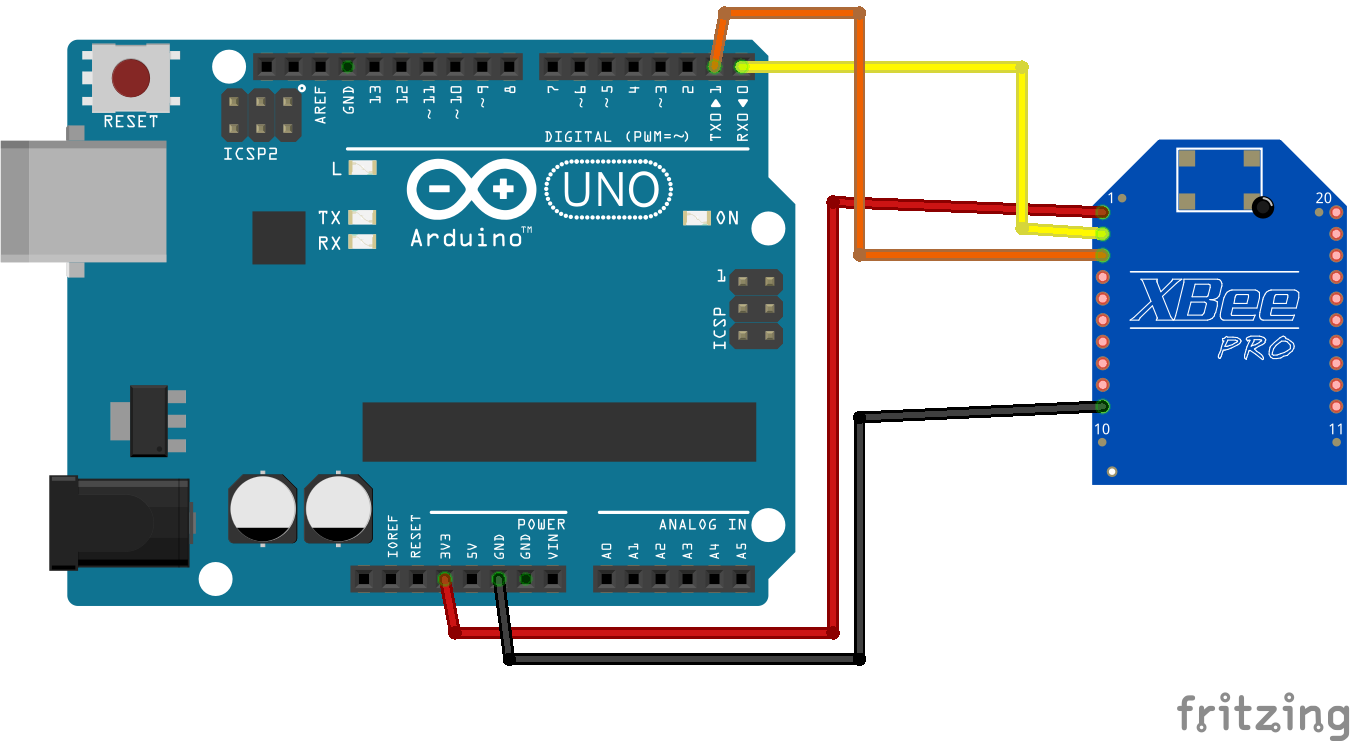 RESET
ICSP2
AREF
GND
13
12
~11
~10
~9
8
7
~6
~5
4
~3
2
TX0▶1
RX0◀0
DIGITAL (PWM=~)
L
TX
RX
UNO
Arduino™
ON
1
ICSP
IOREF
RESET
3V3
5V
GND
GND
VIN
POWER
ANALOG IN
A0
A1
A2
A3
A4
A5
1
20
XBee
PRO
10
11
fritzing